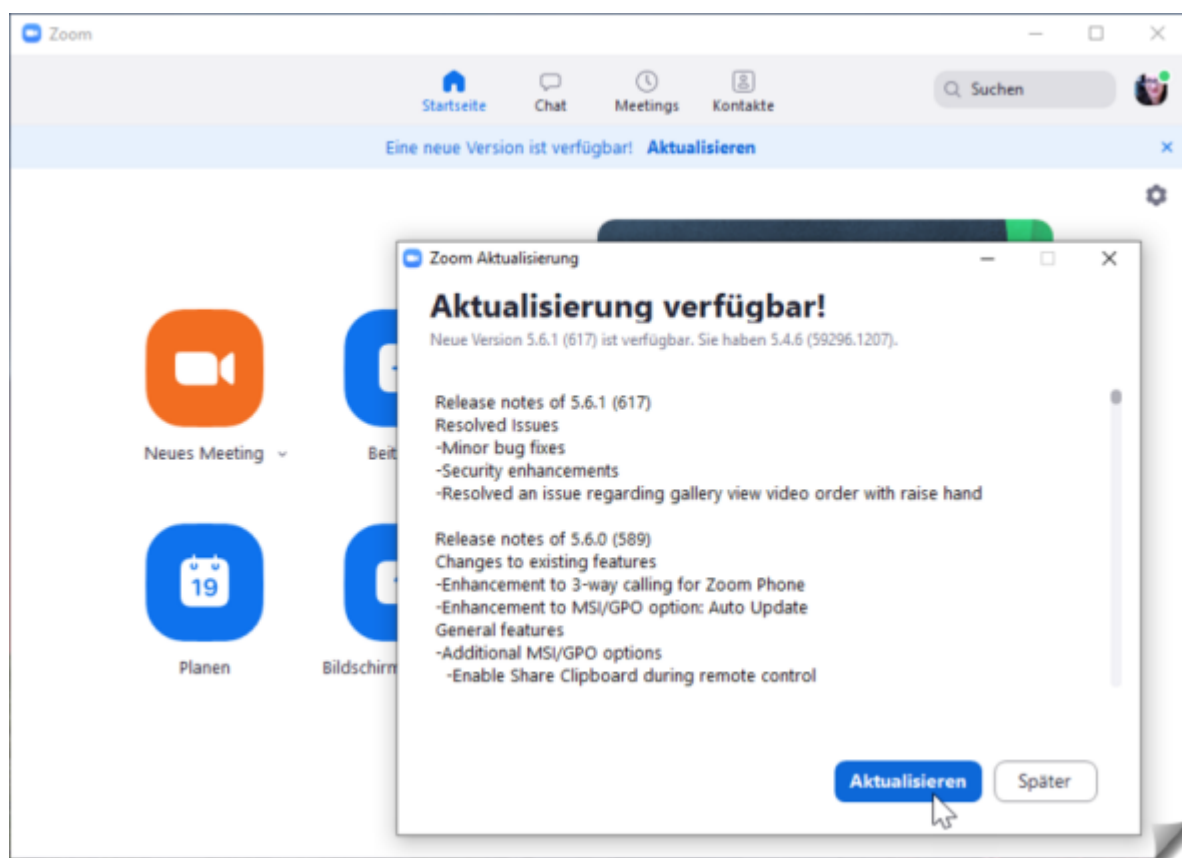 Zoom
Startseite
Chat
Meetings
Kontakte
Suchen
Eine neue Version ist verfügbar! Aktualisieren
Zoom Aktualisierung
Aktualisierung verfügbar!
Neue Version 5.6.1 (617) ist verfügbar. Sie haben 5.4.6 (59296.1207).
Release notes of 5.6.1 (617)
Resolved Issues
-Minor bug fixes
-Security enhancements
-Resolved an issue regarding gallery view video order with raise hand
Release notes of 5.6.0 (589)
Changes to existing features
-Enhancement to 3-way calling for Zoom Phone
-Enhancement to MSI/GPO option: Auto Update
General features
-Additional MSI/GPO options
-Enable Share Clipboard during remote control
Aktualisieren
Später
Neues Meeting
Beit
19
Planen
Bildschirm